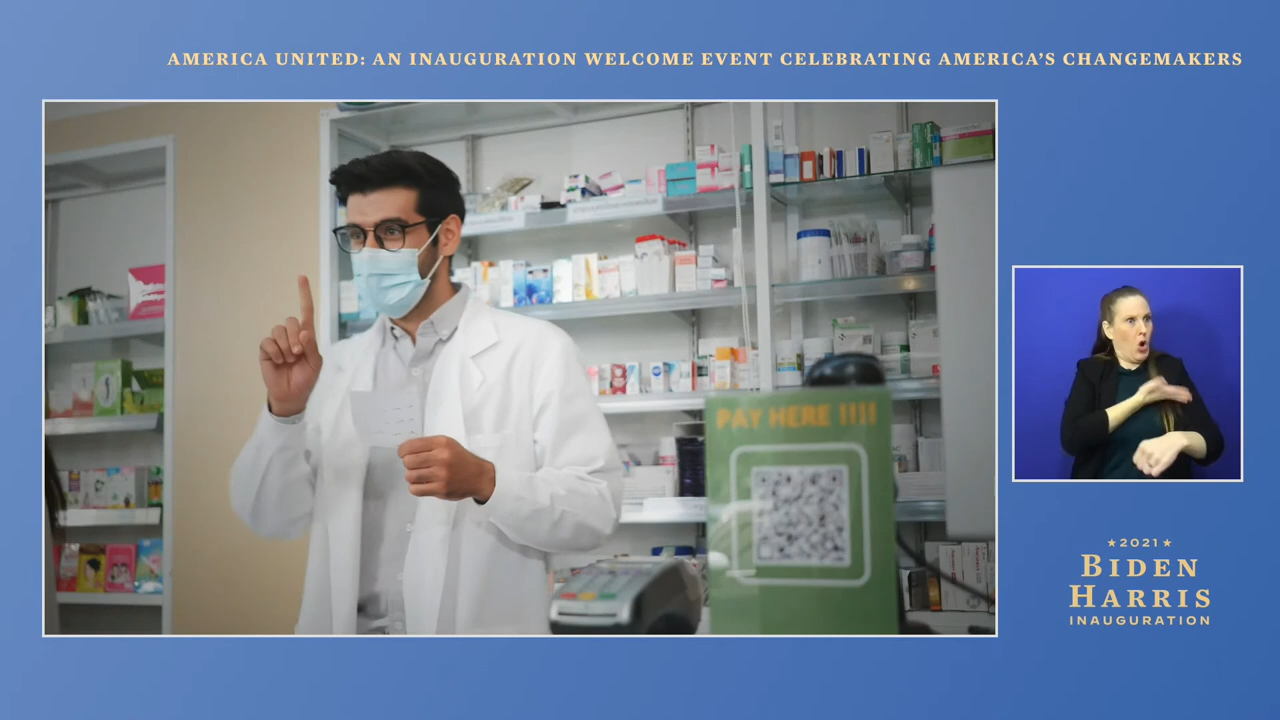 AMERICA UNITED: AN INAUGURATION WELCOME EVENT CELEBRATING AMERICA'S CHANGEMAKERS
PAY HERE !!!!
★2021★
BIDEN
HARRIS
INAUGURATION